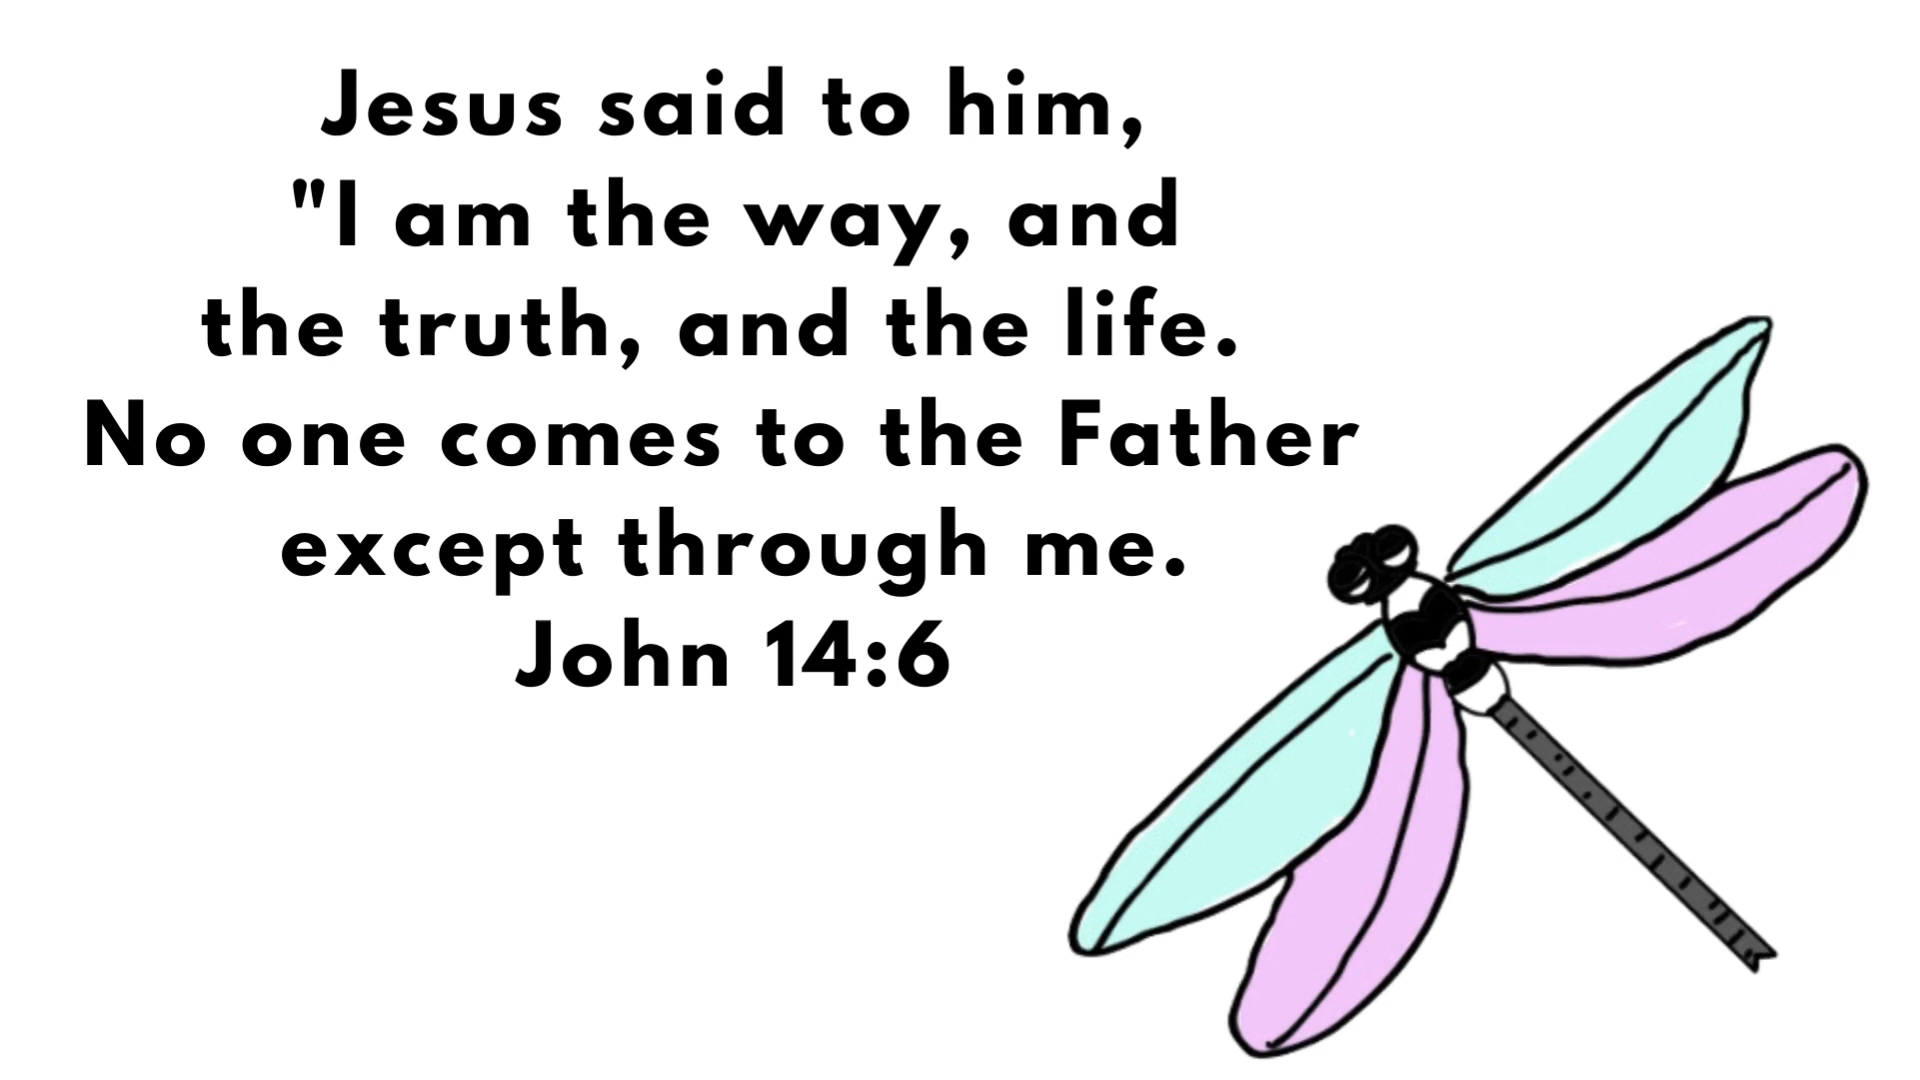 Jesus said to him,
"I am the way, and
the truth, and the life.
No one comes to the Father
except through me.
John 14:6